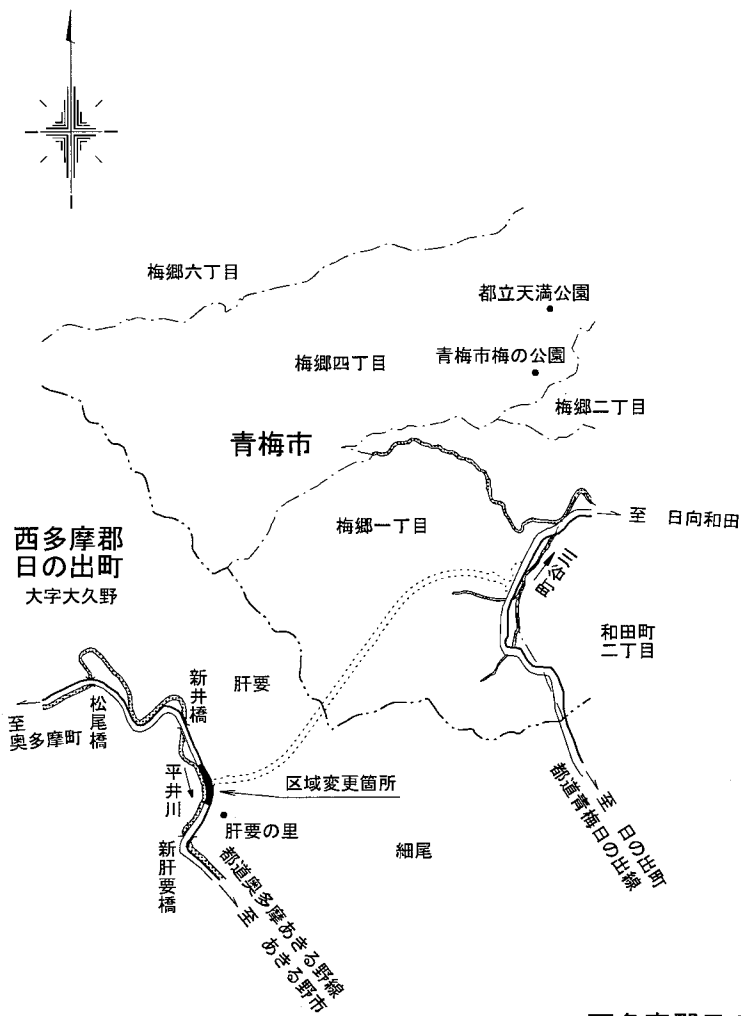 梅郷六丁目
都立天満公園
梅郷四丁目
青梅市梅の公園
梅郷二丁目
青梅市
梅郷一丁目
至 日向和田
西多摩郡
日の出町
大字大久野
町谷川
和田町
二丁目
肝要
新井橋
松尾橋
至
奥多摩町
平井川
区域変更箇所
肝要の里
細尾
新肝要橋
都道奥多摩あきる野線
至 あきる野市
都道青梅日の出線
至 日の出町